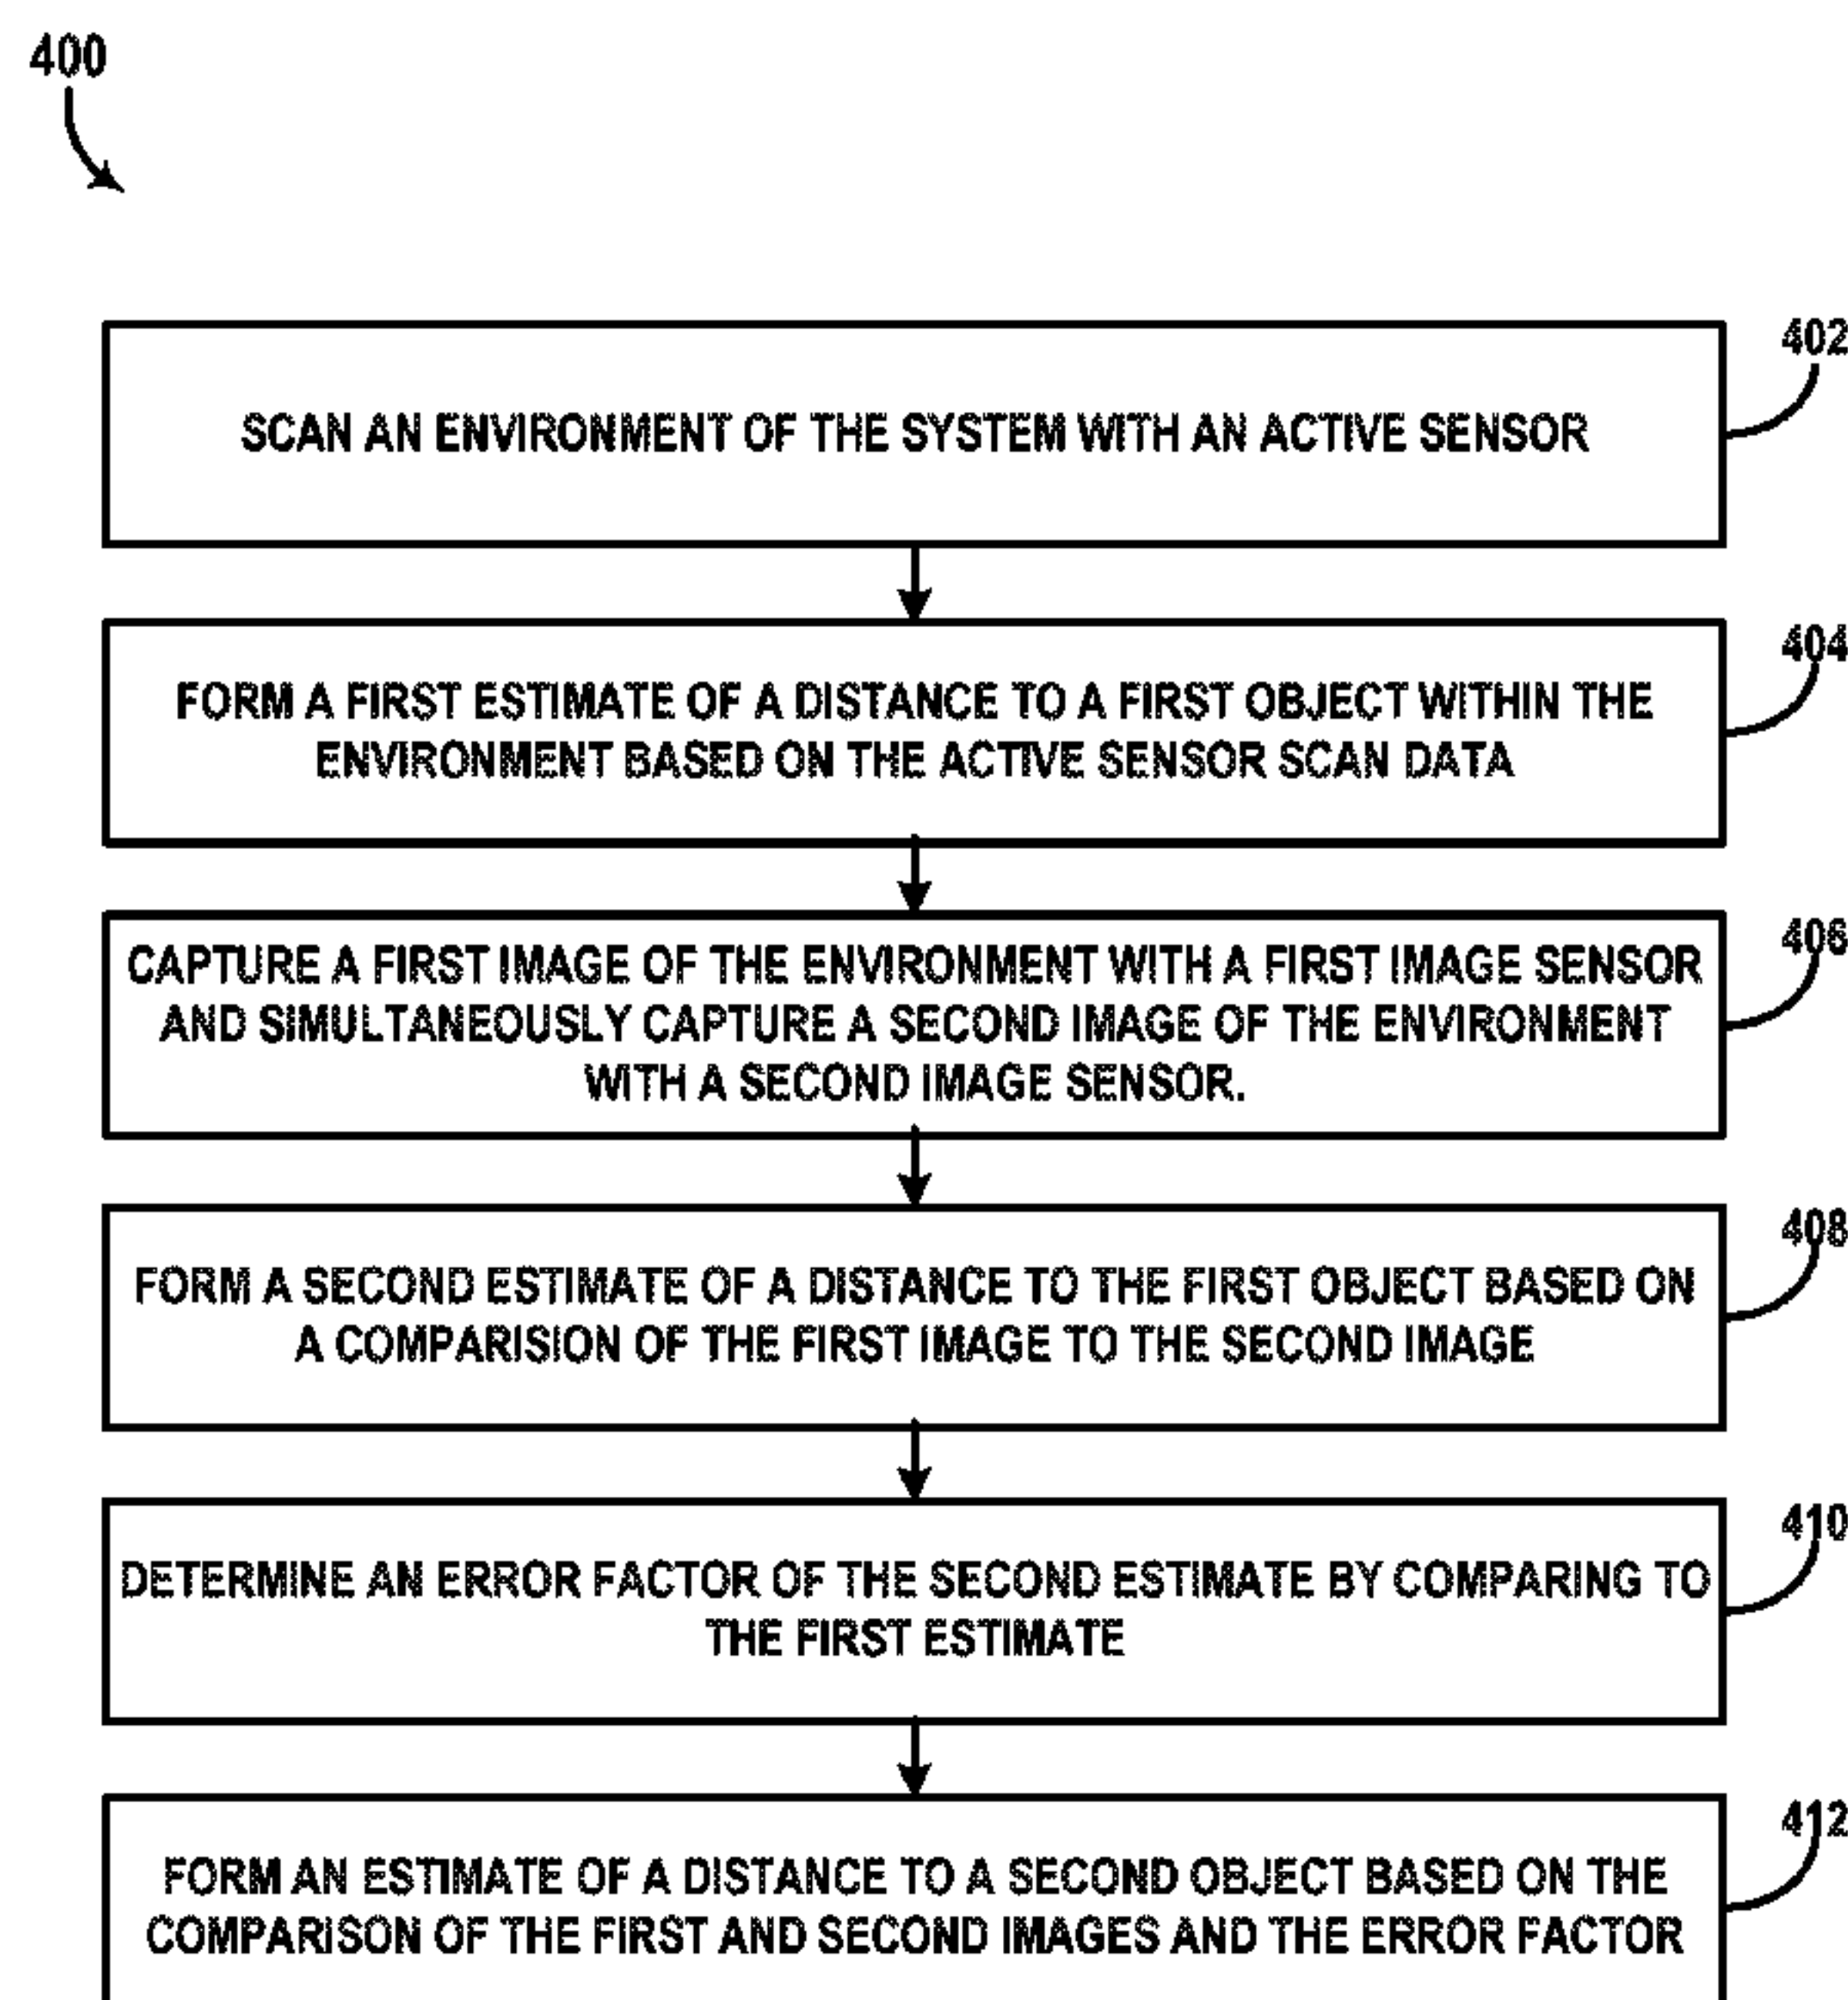 400
402
SCAN AN ENVIRONMENT OF THE SYSTEM WITH AN ACTIVE SENSOR
404
FORM A FIRST ESTIMATE OF A DISTANCE TO A FIRST OBJECT WITHIN THE
ENVIRONMENT BASED ON THE ACTIVE SENSOR SCAN DATA
406
CAPTURE A FIRST IMAGE OF THE ENVIRONMENT WITH A FIRST IMAGE SENSOR
AND SIMULTANEOUSLY CAPTURE A SECOND IMAGE OF THE ENVIRONMENT
WITH A SECOND IMAGE SENSOR.
408
FORM A SECOND ESTIMATE OF A DISTANCE TO THE FIRST OBJECT BASED ON
A COMPARISION OF THE FIRST IMAGE TO THE SECOND IMAGE
410
DETERMINE AN ERROR FACTOR OF THE SECOND ESTIMATE BY COMPARING TO
THE FIRST ESTIMATE
412
FORM AN ESTIMATE OF A DISTANCE TO A SECOND OBJECT BASED ON THE
COMPARISON OF THE FIRST AND SECOND IMAGES AND THE ERROR FACTOR